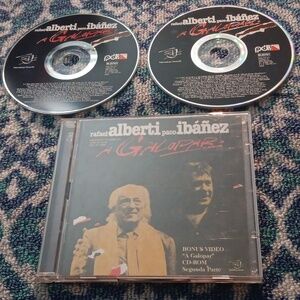 rafael alberti paco ibáñez
A GALOPAR
rafael alberti paco ibáñez
A GALOPAR
rafael alberti paco ibáñez
A GALOPAR
BONUS VIDEO
"A Galopar"
CD-ROM
Segunda Parte